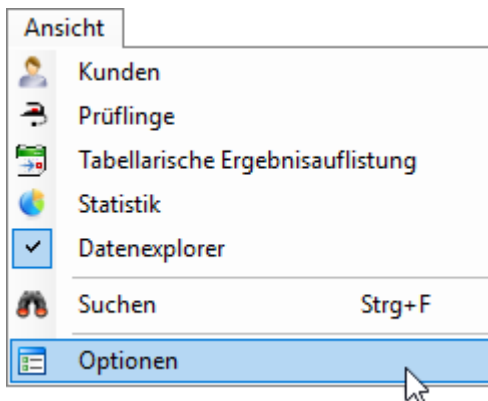 Ansicht
Kunden
Prüflinge
Tabellarische Ergebnisauflistung
Statistik
Datenexplorer
Suchen Strg+F
Optionen